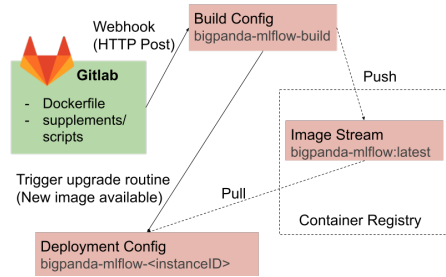 Webhook
(HTTP Post)
Build Config
bigpanda-mlflow-build
Gitlab
- Dockerfile
- supplements/
scripts
Push
Image Stream
bigpanda-mlflow:latest
Trigger upgrade routine
(New image available)
Pull
Container Registry
Deployment Config
bigpanda-mlflow-<instanceID>